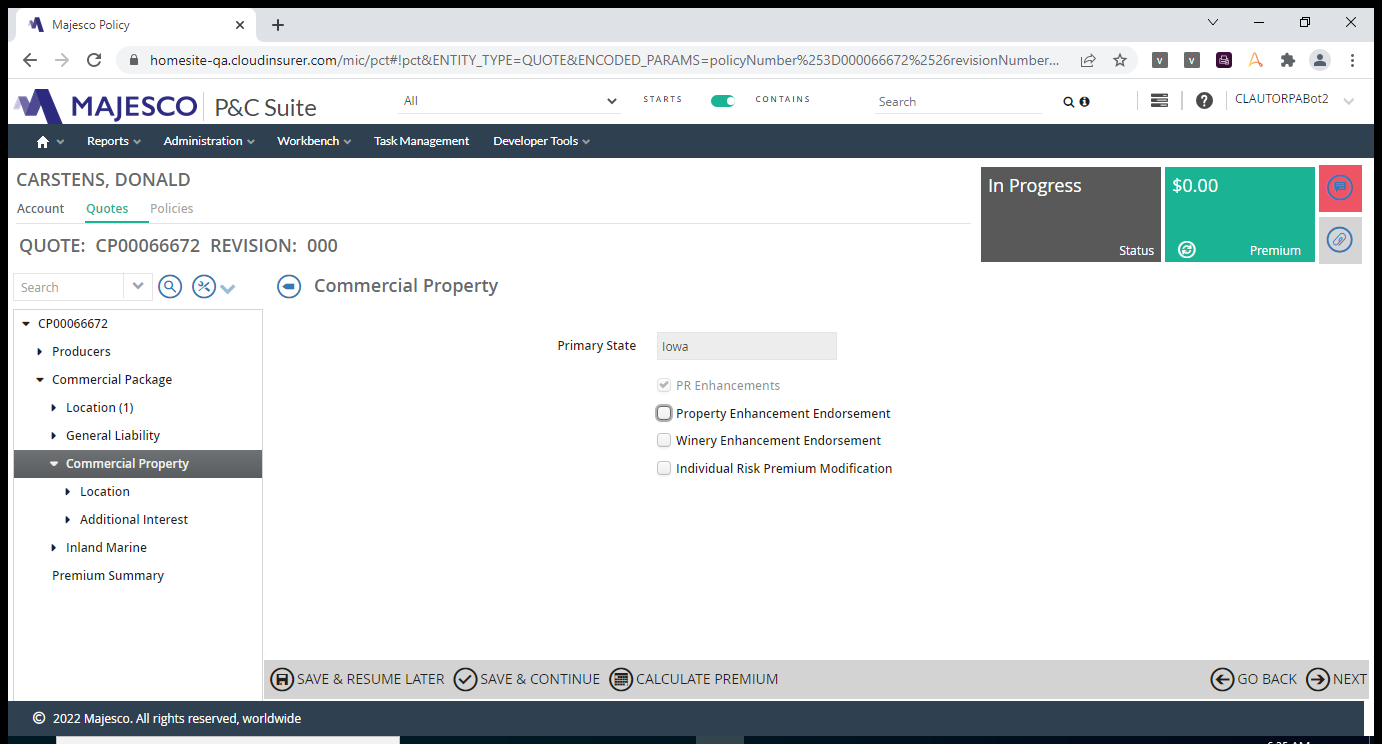 Majesco Policy
homesite-qa.cloudinsurer.com/mic/pct#!pct&ENTITY_TYPE=QUOTE&ENCODED_PARAMS=policyNumber%253D000066672%2526revisionNumber...
V V
MAJESCO P&C Suite All STARTS CONTAINS Search CLAUTORPABot2
Reports Administration Workbench Task Management Developer Tools
CARSTENS, DONALD
Account Quotes Policies
In Progress
Status
$0.00
Premium
QUOTE: CP00066672 REVISION: 000
Search
Commercial Property
CP00066672
Producers
Commercial Package
Location (1)
General Liability
Commercial Property
Location
Additional Interest
Inland Marine
Premium Summary
Primary State Iowa
PR Enhancements
Property Enhancement Endorsement
Winery Enhancement Endorsement
Individual Risk Premium Modification
SAVE & RESUME LATER SAVE & CONTINUE CALCULATE PREMIUM GO BACK NEXT
© 2022 Majesco. All rights reserved, worldwide